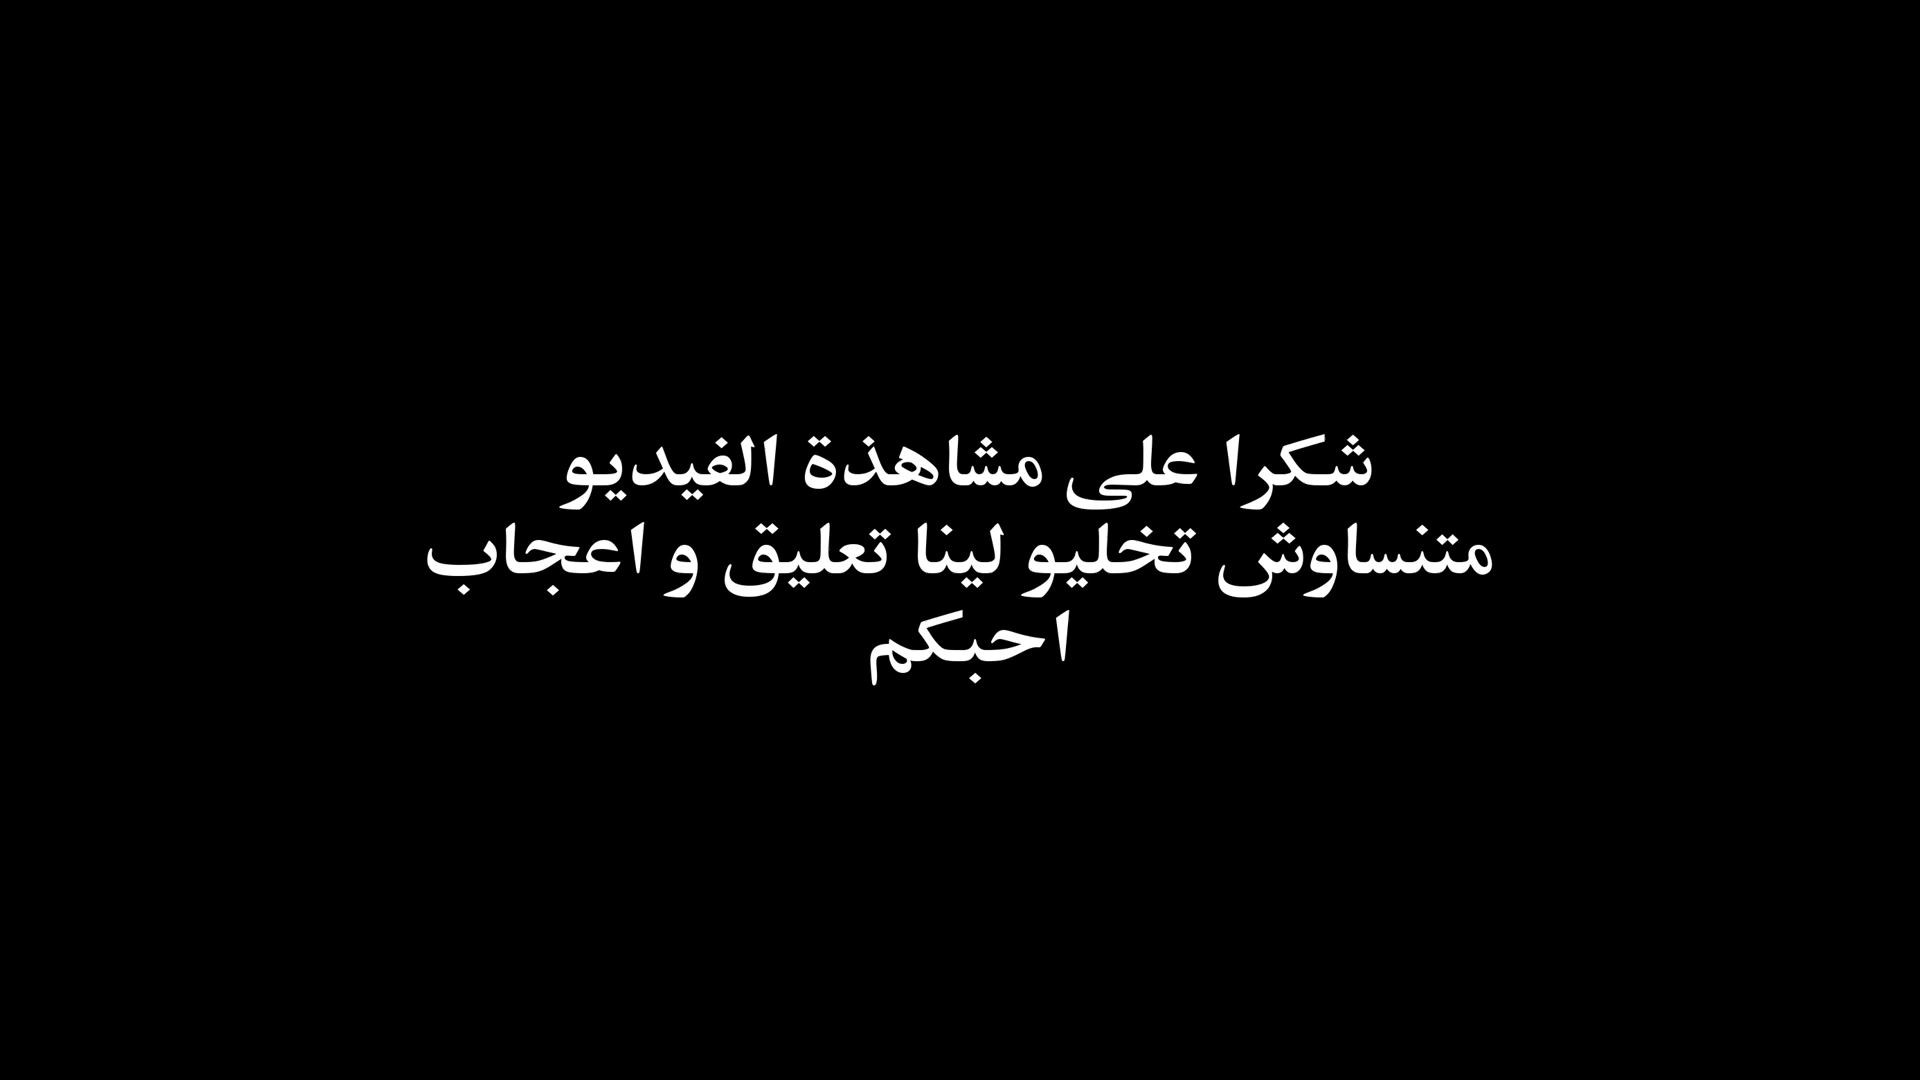 شكرا على مشاهذة الفيديو
متنساوش تخليو لينا تعليق و اعجاب
احبكم